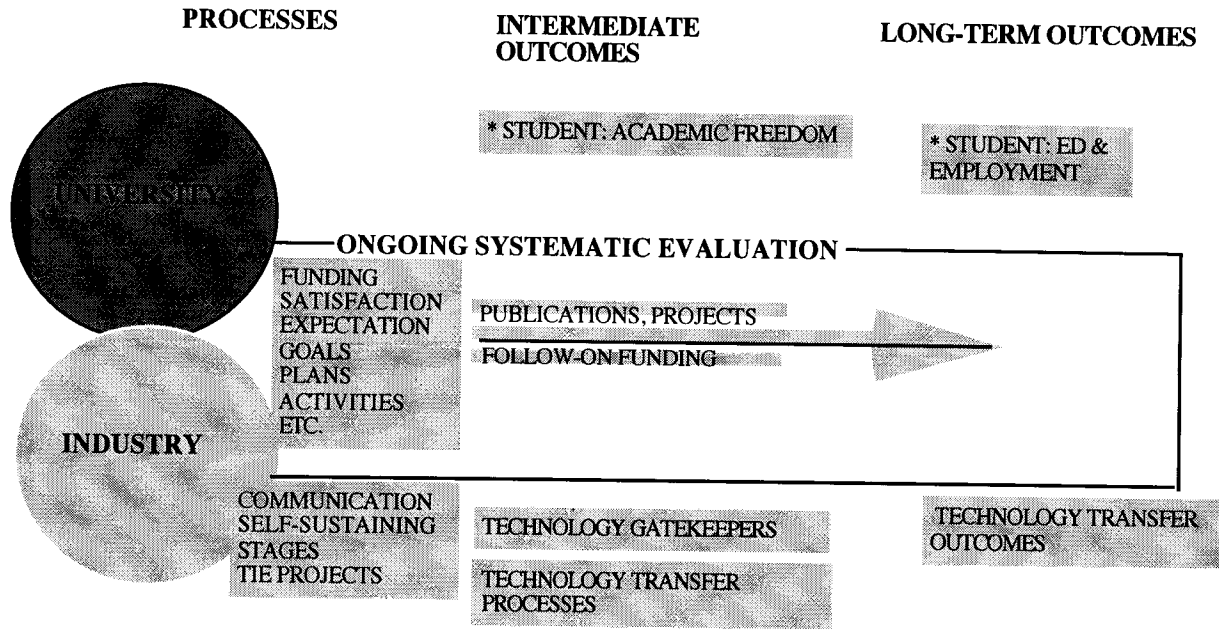 PROCESSES
INTERMEDIATE
OUTCOMES
LONG-TERM OUTCOMES
* STUDENT: ACADEMIC FREEDOM
* STUDENT: ED &
EMPLOYMENT
UNIVERSITY
ONGOING SYSTEMATIC EVALUATION
FUNDING
SATISFACTION
EXPECTATION
GOALS
PLANS
ACTIVITIES
ETC.
PUBLICATIONS, PROJECTS
FOLLOW-ON FUNDING
INDUSTRY
COMMUNICATION
SELF-SUSTAINING
STAGES
TIE PROJECTS
TECHNOLOGY GATEKEEPERS
TECHNOLOGY TRANSFER
PROCESSES
TECHNOLOGY TRANSFER
OUTCOMES